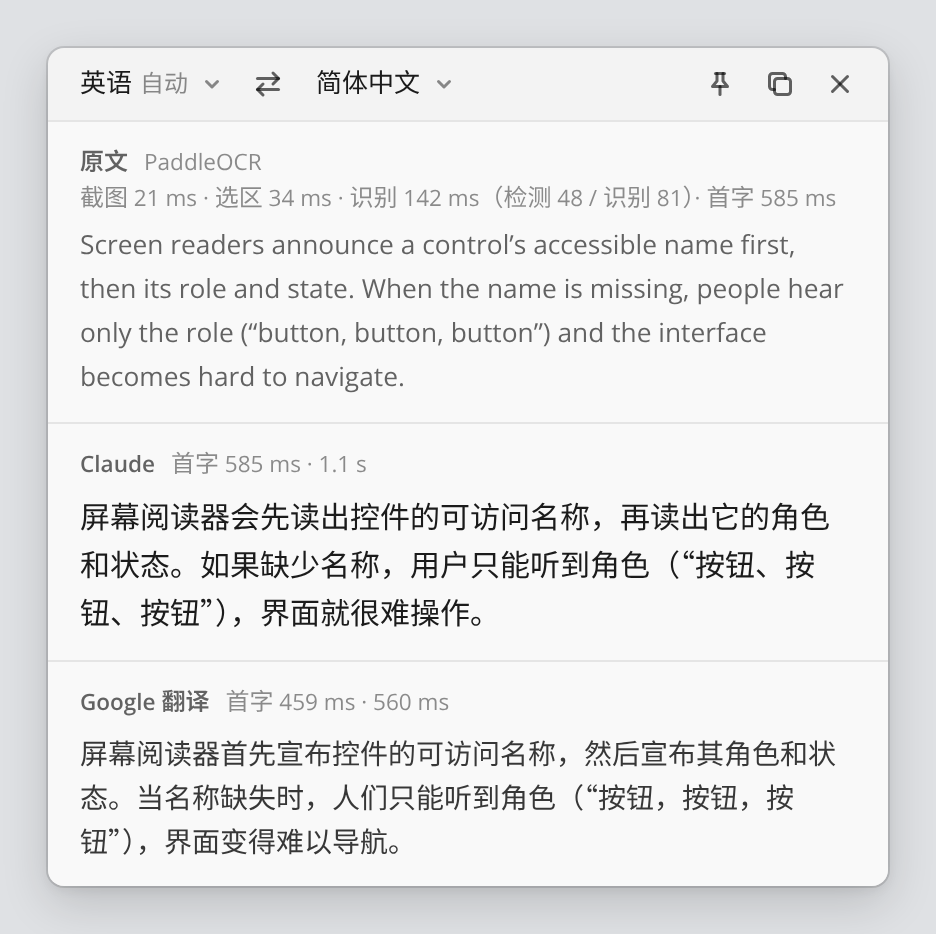 英语 自动 简体中文
原文 PaddleOCR
截图 21 ms · 选区 34 ms · 识别 142 ms（检测 48 / 识别 81）· 首字 585 ms
Screen readers announce a control’s accessible name first,
then its role and state. When the name is missing, people hear
only the role (“button, button, button”) and the interface
becomes hard to navigate.
Claude 首字 585 ms · 1.1 s
屏幕阅读器会先读出控件的可访问名称，再读出它的角色
和状态。如果缺少名称，用户只能听到角色（“按钮、按
钮、按钮”），界面就很难操作。
Google 翻译 首字 459 ms · 560 ms
屏幕阅读器首先宣布控件的可访问名称，然后宣布其角色和状
态。当名称缺失时，人们只能听到角色（“按钮，按钮，按
钮”），界面变得难以导航。